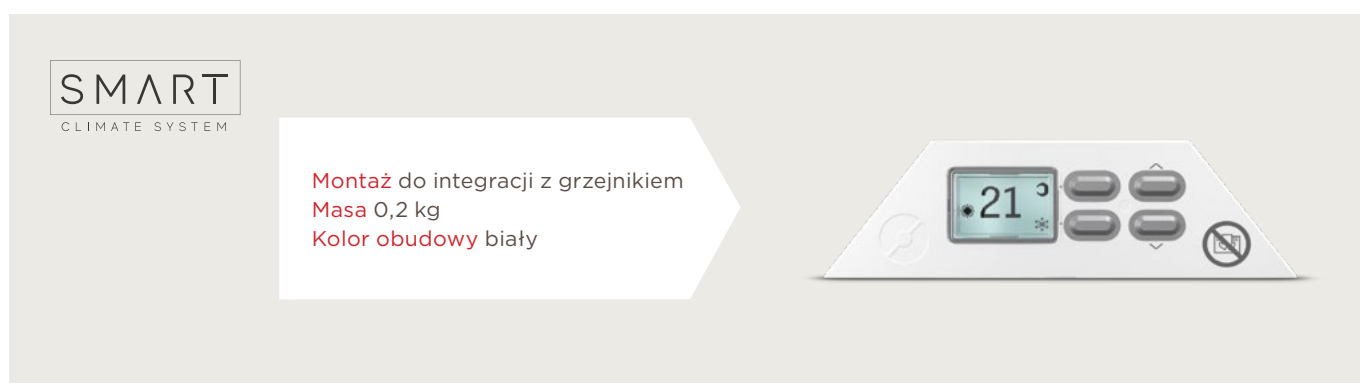 SMART
CLIMATE SYSTEM
Montaż do integracji z grzejnikiem
Masa 0,2 kg
Kolor obudowy biały
21